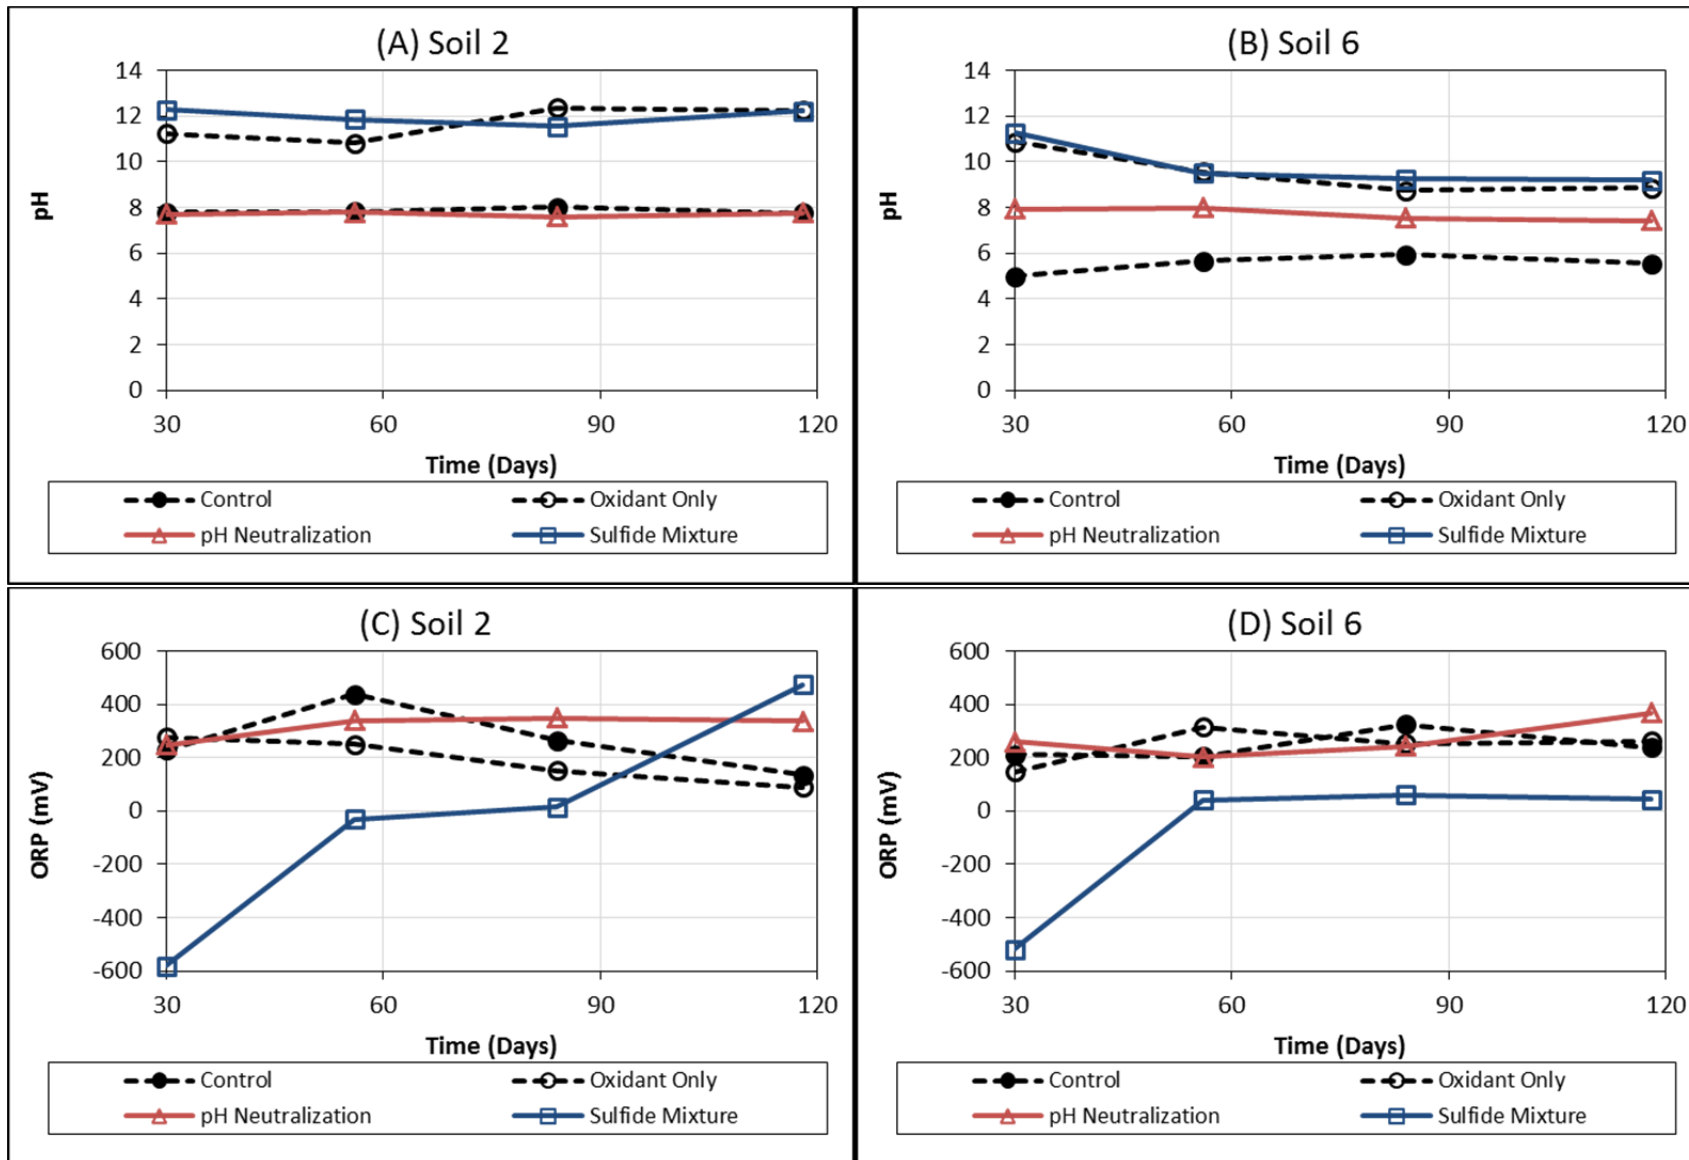 (A) Soil 2
14
12
10
8
6
4
2
0
pH
30 60 90 120
Time (Days)
Control Oxidant Only
pH Neutralization Sulfide Mixture
(B) Soil 6
14
12
10
8
6
4
2
0
pH
30 60 90 120
Time (Days)
Control Oxidant Only
pH Neutralization Sulfide Mixture
(C) Soil 2
600
400
200
0
-200
-400
-600
ORP (mV)
30 60 90 120
Time (Days)
Control Oxidant Only
pH Neutralization Sulfide Mixture
(D) Soil 6
600
400
200
0
-200
-400
-600
ORP (mV)
30 60 90 120
Time (Days)
Control Oxidant Only
pH Neutralization Sulfide Mixture